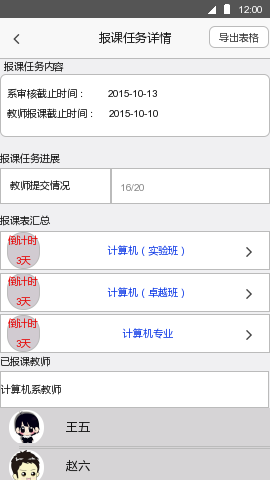 12:00
报课任务详情
导出表格
报课任务内容
系审核截止时间： 2015-10-13
教师报课截止时间： 2015-10-10
报课任务进展
教师提交情况 16/20
报课表汇总
倒计时
3天
计算机（实验班）
倒计时
3天
计算机（卓越班）
倒计时
3天
计算机专业
已报课教师
计算机系教师
王五
赵六